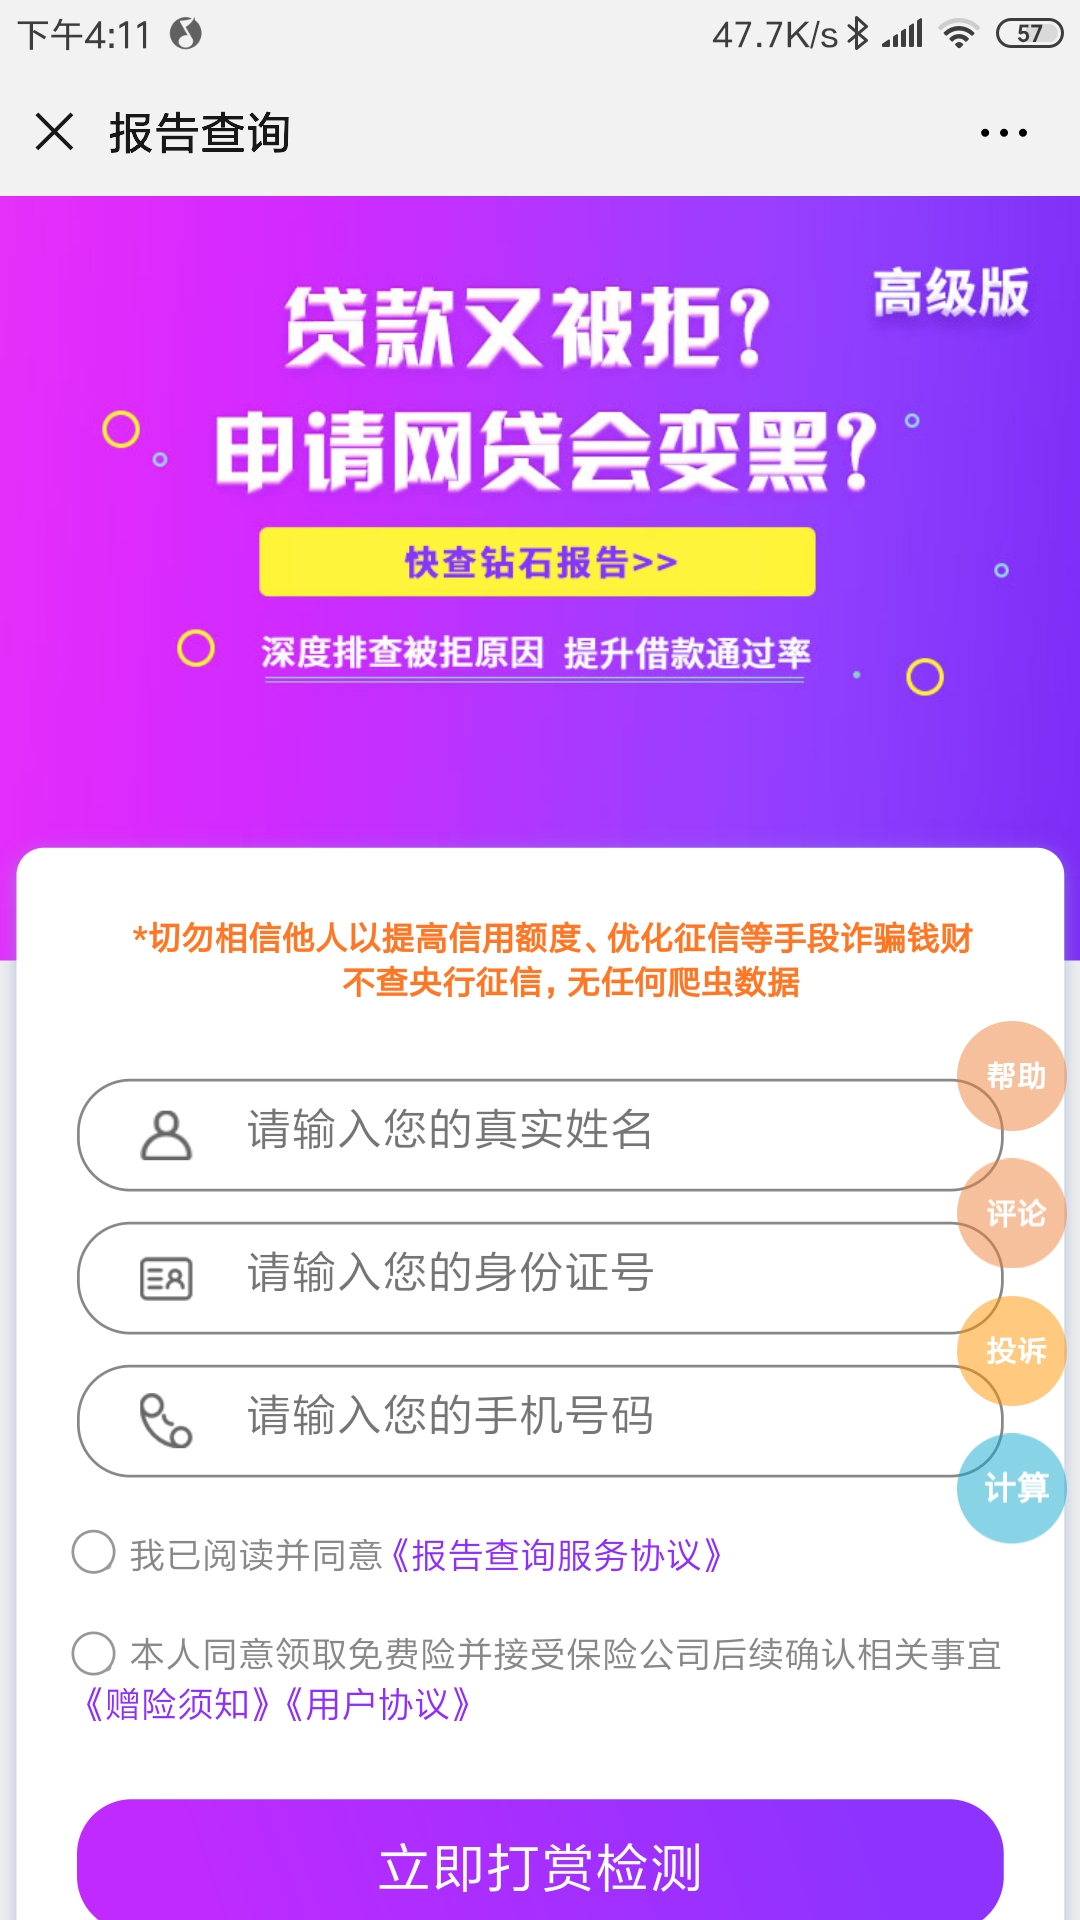 下午4:11
47.7K/s
57
报告查询
高级版
贷款又被拒?
申请网贷会变黑?
快查钻石报告>>
深度排查被拒原因 提升借款通过率
*切勿相信他人以提高信用额度、优化征信等手段诈骗钱财
不查央行征信，无任何爬虫数据
帮助
请输入您的真实姓名
评论
请输入您的身份证号
投诉
请输入您的手机号码
计算
我已阅读并同意《报告查询服务协议》
本人同意领取免费险并接受保险公司后续确认相关事宜
《赠险须知》《用户协议》
立即打赏检测